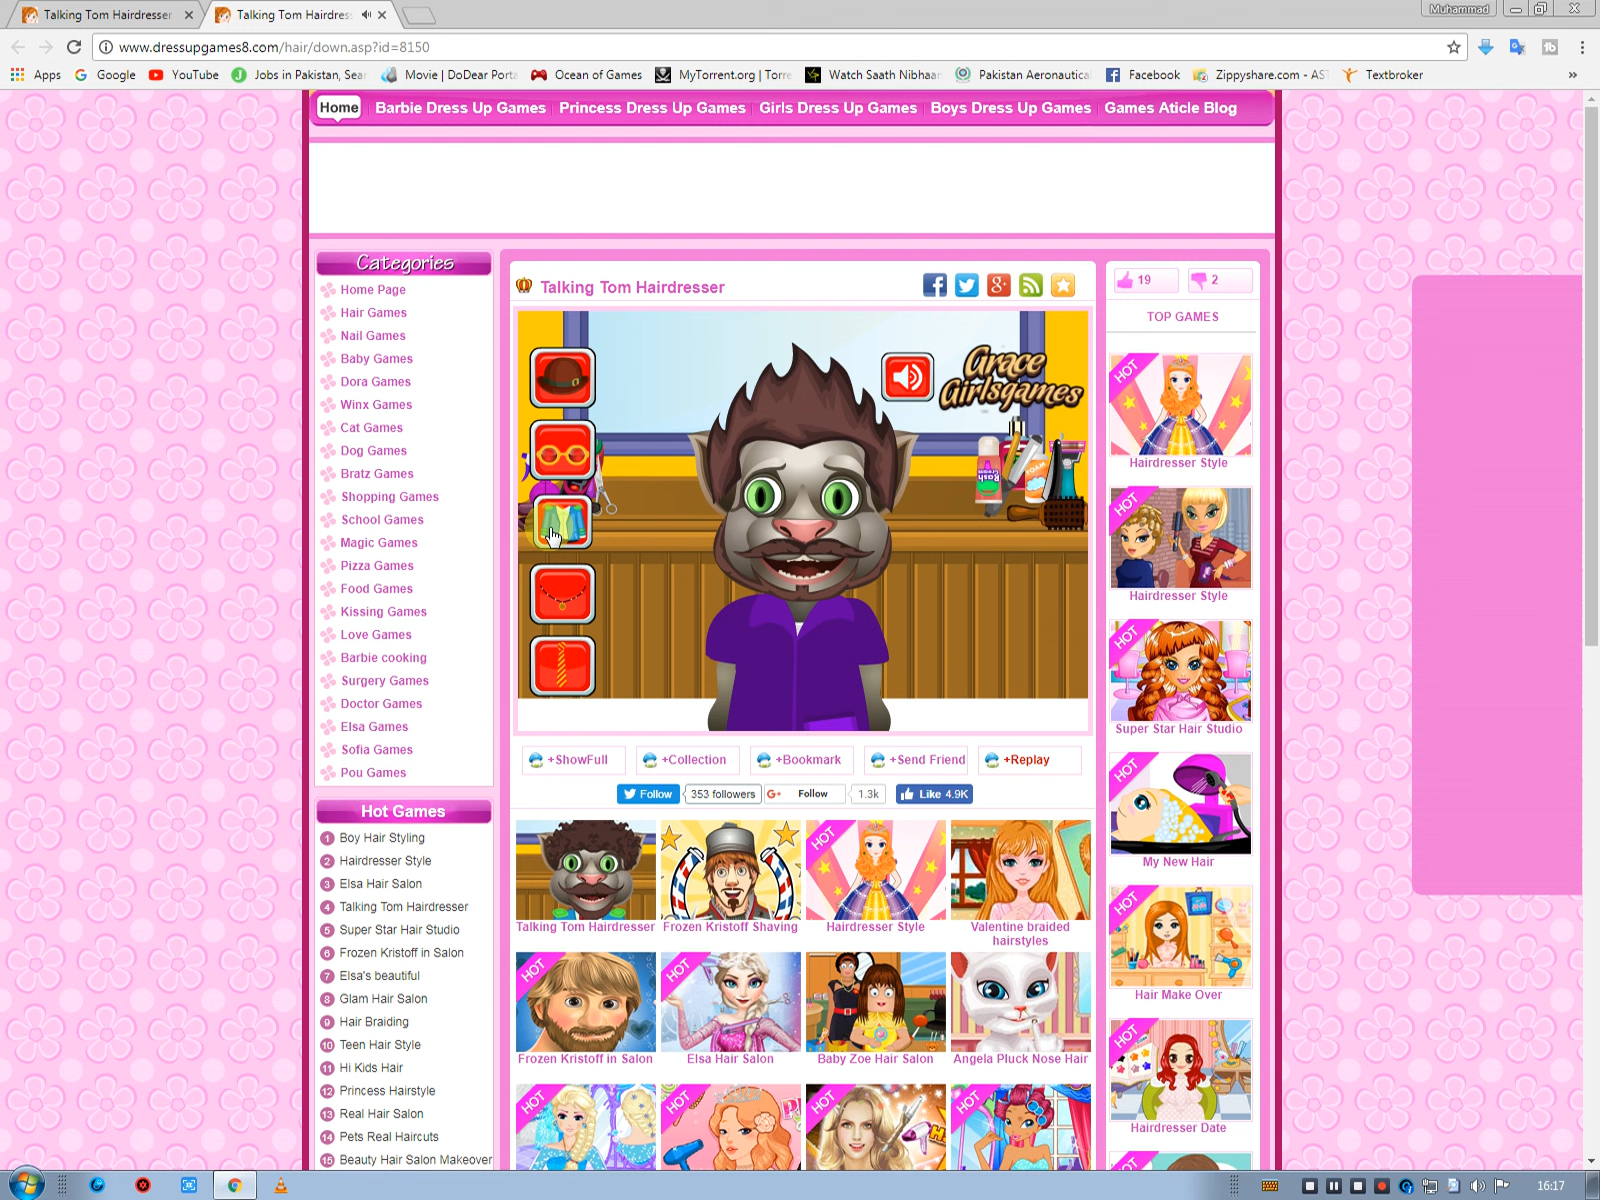 Talking Tom Hairdresser
Talking Tom Hairdres
Muhammad
www.dressupgames8.com/hair/down.asp?id=8150
Apps
Google
YouTube
Jobs in Pakistan, Sear
Movie | DoDear Porta
Ocean of Games
MyTorrent.org | Torre
Watch Saath Nibhaan
Pakistan Aeronautica
Facebook
Zippyshare.com - AS
Textbroker
»
Home
Barbie Dress Up Games
Princess Dress Up Games
Girls Dress Up Games
Boys Dress Up Games
Games Aticle Blog
Categories
Home Page
Hair Games
Nail Games
Baby Games
Dora Games
Winx Games
Cat Games
Dog Games
Bratz Games
Shopping Games
School Games
Magic Games
Pizza Games
Food Games
Kissing Games
Love Games
Barbie cooking
Surgery Games
Doctor Games
Elsa Games
Sofia Games
Pou Games
Hot Games
1 Boy Hair Styling
2 Hairdresser Style
3 Elsa Hair Salon
4 Talking Tom Hairdresser
5 Super Star Hair Studio
6 Frozen Kristoff in Salon
7 Elsa's beautiful
8 Glam Hair Salon
9 Hair Braiding
10 Teen Hair Style
11 Hi Kids Hair
12 Princess Hairstyle
13 Real Hair Salon
14 Pets Real Haircuts
15 Beauty Hair Salon Makeover
Talking Tom Hairdresser
Grace
Girlsgames
FOAM
+ShowFull
+Collection
+Bookmark
+Send Friend
+Replay
Follow
353 followers
G+ Follow
1.3k
Like 4.9K
Talking Tom Hairdresser
Frozen Kristoff Shaving
HOT
Hairdresser Style
Valentine braided
hairstyles
HOT
Frozen Kristoff in Salon
HOT
Elsa Hair Salon
Baby Zoe Hair Salon
Angela Pluck Nose Hair
HOT
HOT
HOT
HOT
19
2
TOP GAMES
HOT
Hairdresser Style
HOT
Hairdresser Style
HOT
Super Star Hair Studio
HOT
My New Hair
HOT
Hair Make Over
HOT
Hairdresser Date
HOT
16:17